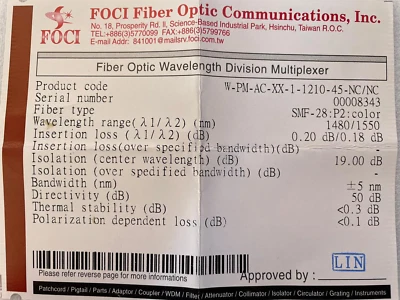 FOCI Fiber Optic Communications, Inc.
No. 18, Prosperity Rd. II, Science-Based Industrial Park, Hsinchu, Taiwan R.O.C.
TEL:+886(3)5770099 FAX:+886(3)5799766
E-mail Addr: 841001@mailsrv.foci.com.tw
FOCI
Fiber Optic Wavelength Division Multiplexer
Product code W-PM-AC-XX-1-1210-45-NC/NC
Serial number 00008343
Fiber type SMF-28:P2:color
Wavelength range(λ1/λ2) (nm) 1480/1550
Insertion loss (λ1/λ2) (dB) 0.20/0.18 dB
Insertion loss(over specified bandwidth)(dB)
Isolation (center wavelength) (dB) 19.00 dB
Isolation (over spedified bandwidth) (dB)
Bandwidth (nm) ±5 nm
Directivity (dB) 50 dB
Thermal stability (dB) <0.3 dB
Polarization dependent loss (dB) <0.1 dB
Please refer reverse page for more information
Approved by : LIN
Patchcord / Pigtail / Parts / Adaptor / Coupler / WDM / Filter / Attenuator / Collimator / Isolator / Circulator / Grating / Instruments